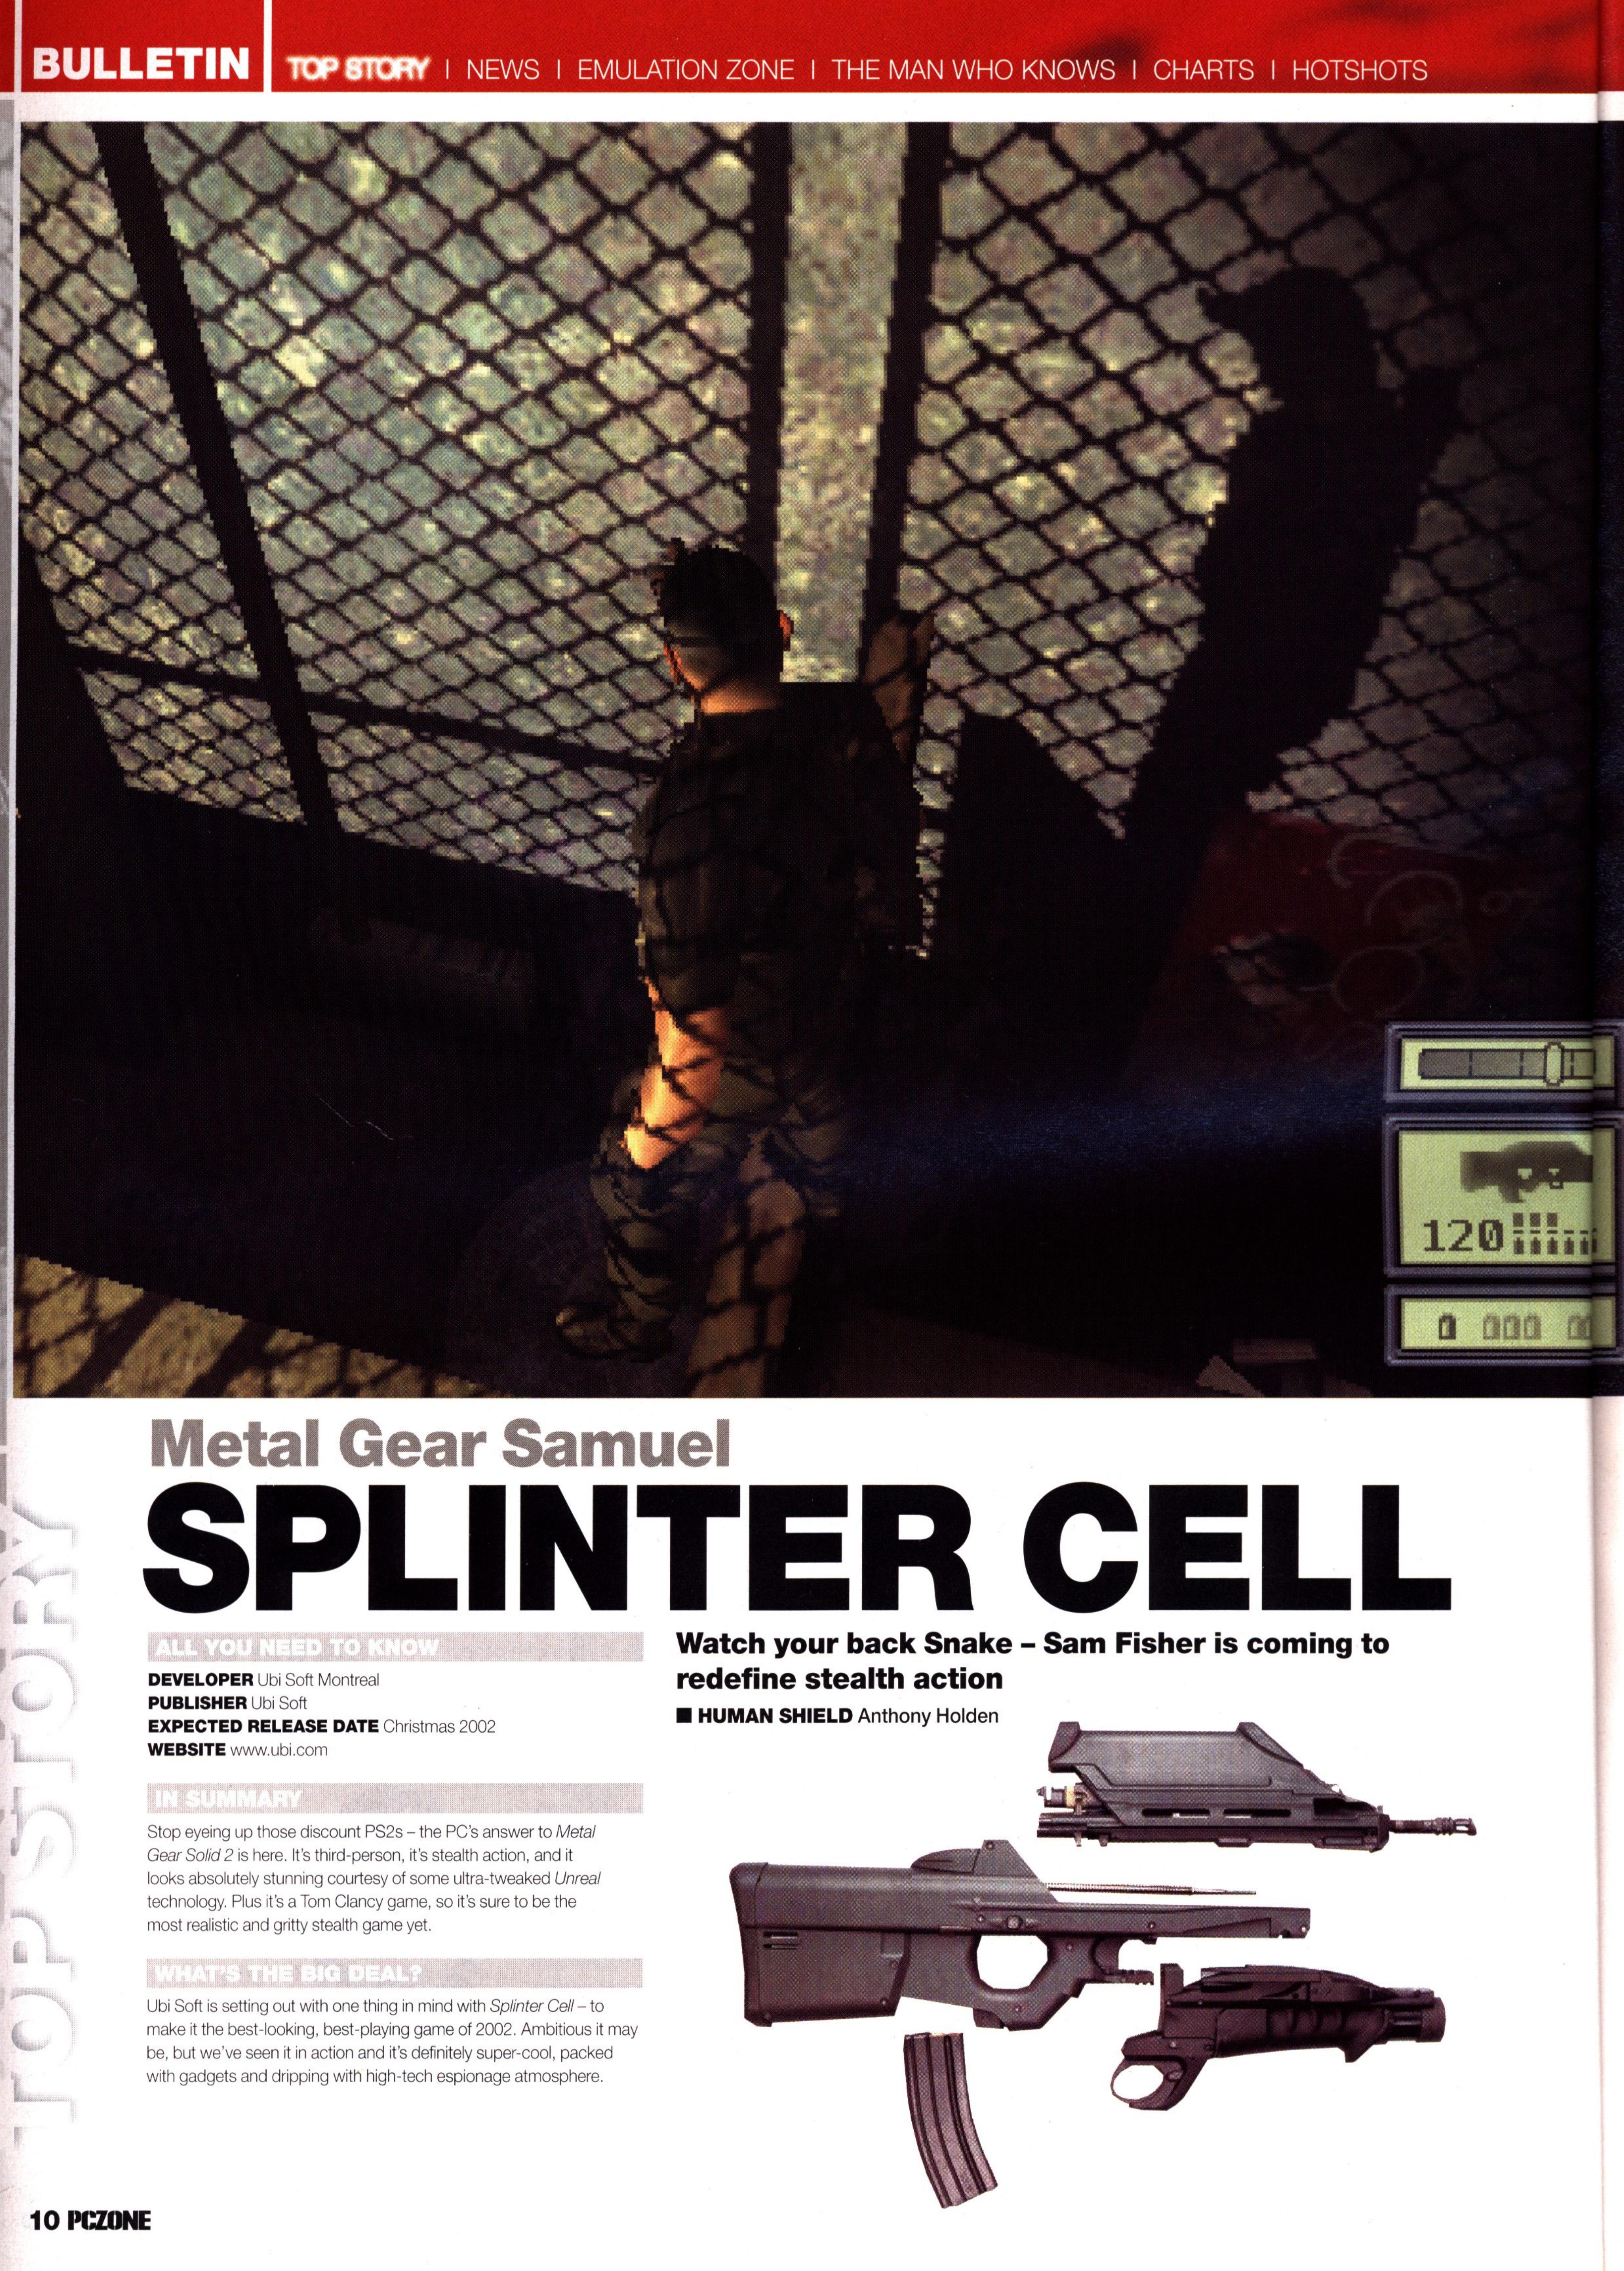 BULLETIN
TOP STORY | NEWS | EMULATION ZONE | THE MAN WHO KNOWS | CHARTS | HOTSHOTS
120
Metal Gear Samuel
SPLINTER CELL
TOP STORY
ALL YOU NEED TO KNOW
DEVELOPER Ubi Soft Montreal
PUBLISHER Ubi Soft
EXPECTED RELEASE DATE Christmas 2002
WEBSITE www.ubi.com
IN SUMMARY
Stop eyeing up those discount PS2s – the PC's answer to Metal
Gear Solid 2 is here. It's third-person, it's stealth action, and it
looks absolutely stunning courtesy of some ultra-tweaked Unreal
technology. Plus it's a Tom Clancy game, so it's sure to be the
most realistic and gritty stealth game yet.
WHAT'S THE BIG DEAL?
Ubi Soft is setting out with one thing in mind with Splinter Cell – to
make it the best-looking, best-playing game of 2002. Ambitious it may
be, but we've seen it in action and it's definitely super-cool, packed
with gadgets and dripping with high-tech espionage atmosphere.
Watch your back Snake – Sam Fisher is coming to
redefine stealth action
■ HUMAN SHIELD Anthony Holden
10 PCZONE